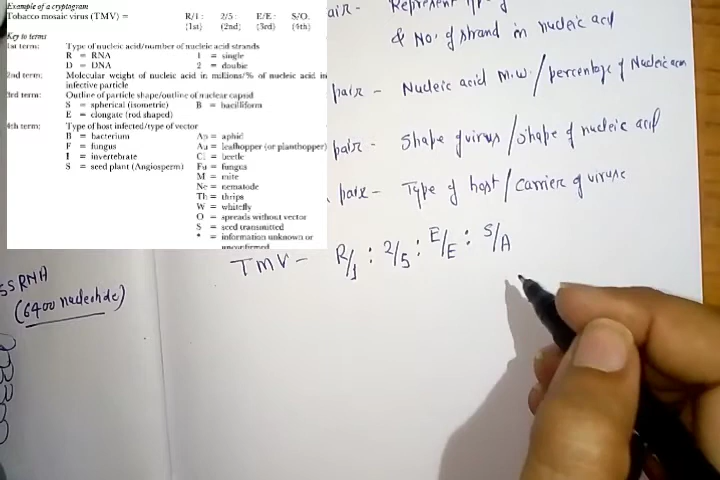 Example of a cryptogram
Tobacco mosaic virus (TMV) = R/1: 2/5: E/E: S/O.
(1st) (2nd; (3rd) (4th)
Key to terms
1st term: Type of nucleic acid/number of nucleic acid strands
R = RNA 1 = single
D = DNA 2 = double
2nd term: Molecular weight of nucleic acid in millions/% of nucleic acid in
infective particle
3rd term: Outline of particle shape/outline of nuclear capsid
S = spherical (isometric) B = bacilliform
E = elongate (rod shaped)
4th term: Type of host infected/type of vector
B = bacterium Ap = aphid
F = fungus Au = leafhopper (or planthopper)
I = invertebrate = beetle
S = seed plant (Angiosperm) Fu = fungus
M = mite
Ne = nematode
Th = thrips
W = whitefly
O = spreads without vector
S = seed transmitted
* = information unknown or
unconfirmed
air -
& No. of strand in nucleic acid
pair - Nucleic acid M.W. / percentage of Nucleic acid
pair - Shape of virus / Shape of nucleic acid
pair - Type of host / Carrier of viruse
TMV - R/1 : 2/5 : E/E : S/A
SSRNA
(6400 nucleotide)